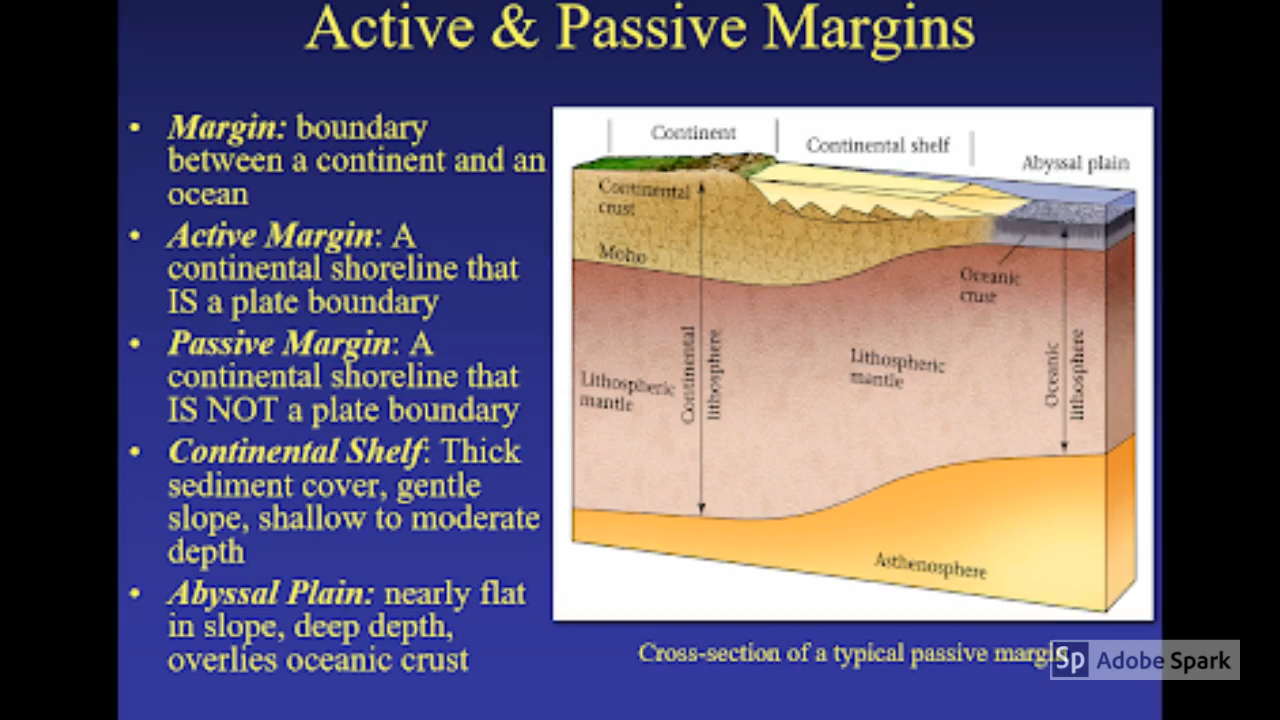 Active & Passive Margins
• Margin: boundary
between a continent and an
ocean
• Active Margin: A
continental shoreline that
IS a plate boundary
• Passive Margin: A
continental shoreline that
IS NOT a plate boundary
• Continental Shelf: Thick
sediment cover, gentle
slope, shallow to moderate
depth
• Abyssal Plain: nearly flat
in slope, deep depth,
overlies oceanic crust
Continent
Continental shelf
Abyssal plain
Continental
crust
Moho
Oceanic
crust
Lithospheric
mantle
Continental
lithosphere
Lithospheric
mantle
Oceanic
lithosphere
Asthenosphere
Cross-section of a typical passive margin
Sp Adobe Spark